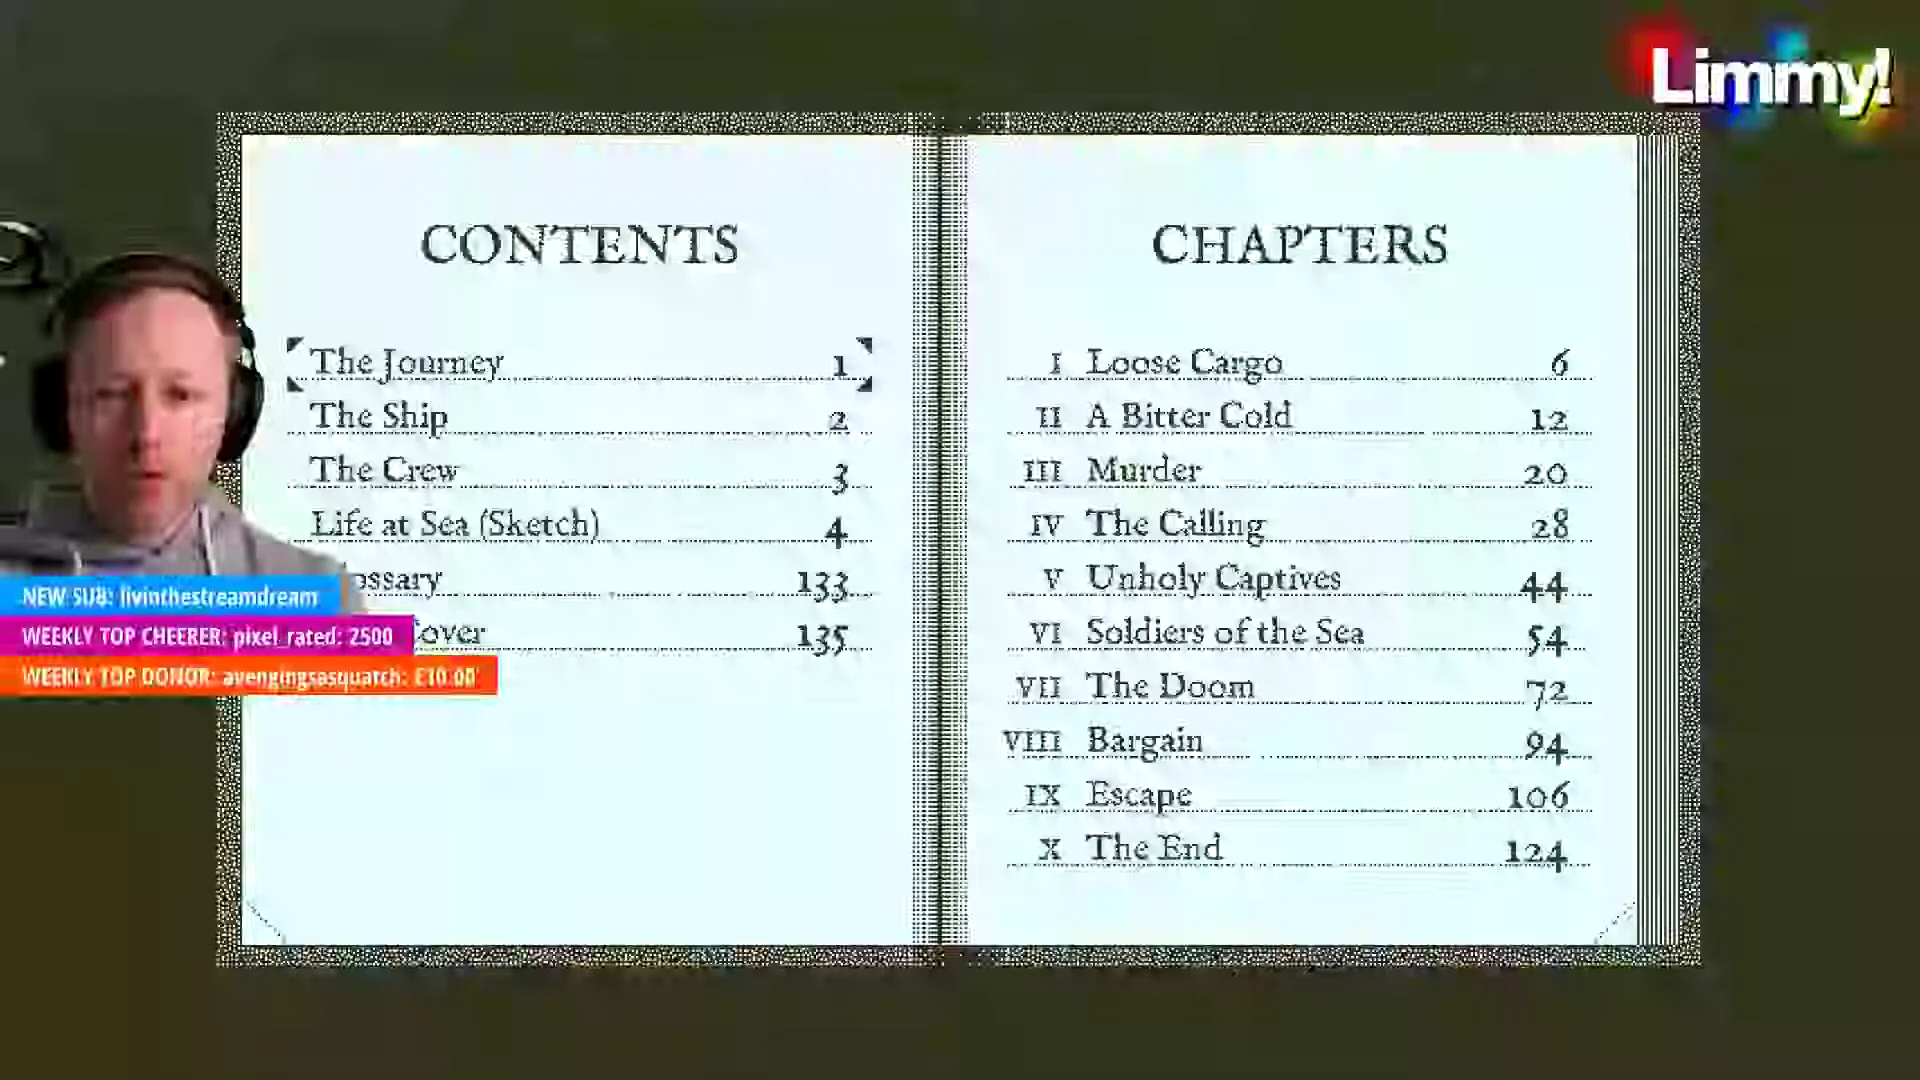 Limmy!
CONTENTS
The Journey 1
The Ship 2
The Crew 3
Life at Sea (Sketch) 4
ossary 133
over 135
NEW SUB: livinthestreamdream
WEEKLY TOP CHEERER: pixel_rated: 2500
WEEKLY TOP DONOR: avengingsasquatch: £10.00
CHAPTERS
I Loose Cargo 6
II A Bitter Cold 12
III Murder 20
IV The Calling 28
V Unholy Captives 44
VI Soldiers of the Sea 54
VII The Doom 72
VIII Bargain 94
IX Escape 106
X The End 124